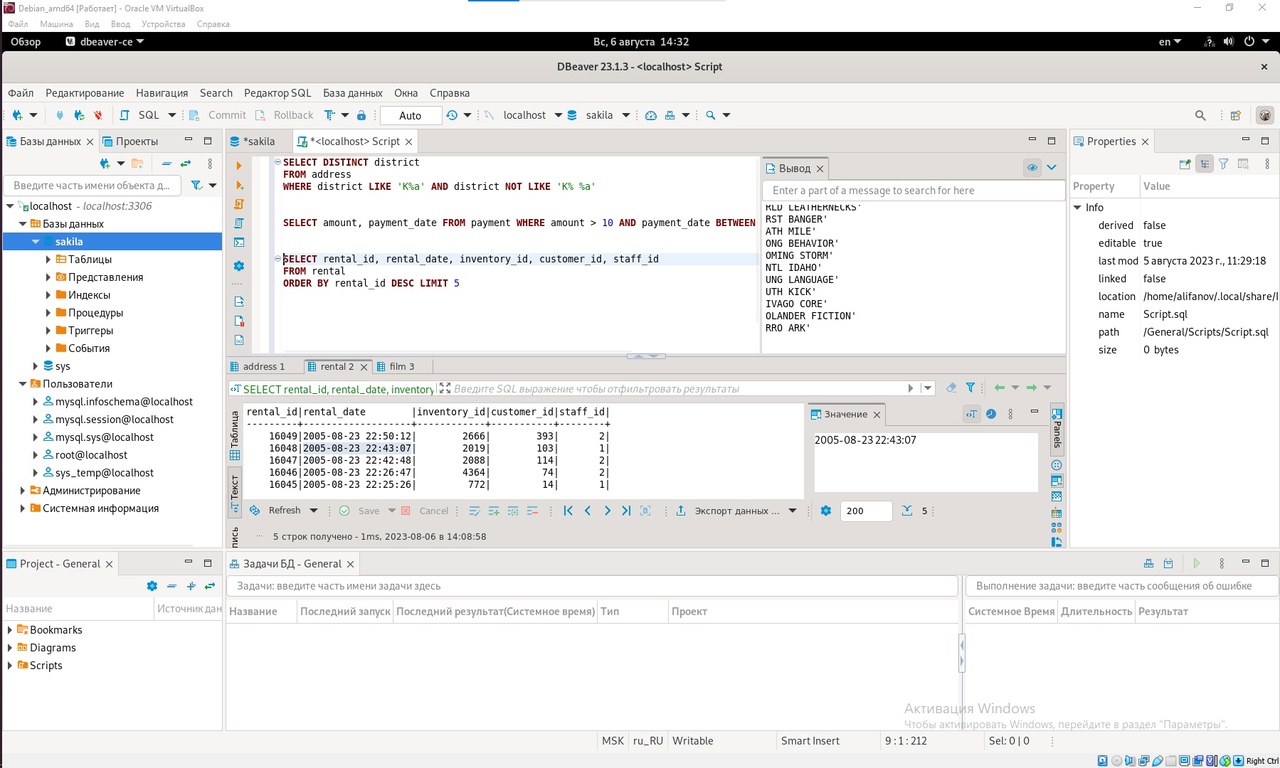 Debian_amd64 [Работает] - Oracle VM VirtualBox
Файл Машина Вид Ввод Устройства Справка
Обзор dbeaver-ce Вс, 6 августа 14:32 en
DBeaver 23.1.3 - <localhost> Script
Файл Редактирование Навигация Search Редактор SQL База данных Окна Справка
SQL Commit Rollback Auto localhost sakila
Базы данных Проекты
Введите часть имени объекта д...
localhost - localhost:3306
Базы данных
sakila
Таблицы
Представления
Индексы
Процедуры
Триггеры
События
sys
Пользователи
mysql.infoschema@localhost
mysql.session@localhost
mysql.sys@localhost
root@localhost
sys_temp@localhost
Администрирование
Системная информация
*sakila *<localhost> Script
SELECT DISTINCT district
FROM address
WHERE district LIKE 'K%a' AND district NOT LIKE 'K% %a'
SELECT amount, payment_date FROM payment WHERE amount > 10 AND payment_date BETWEEN
SELECT rental_id, rental_date, inventory_id, customer_id, staff_id
FROM rental
ORDER BY rental_id DESC LIMIT 5
Вывод
Enter a part of a message to search for here
RLD LEATHERNECKS'
RST BANGER'
ATH MILE'
ONG BEHAVIOR'
OMING STORM'
NTL IDAHO'
UNG LANGUAGE'
UTH KICK'
IVAGO CORE'
OLANDER FICTION'
RRO ARK'
Properties
Property Value
Info
derived false
editable true
last mod 5 августа 2023 г., 11:29:18
linked false
location /home/alifanov/.local/share/
name Script.sql
path /General/Scripts/Script.sql
size 0 bytes
address 1 rental 2 film 3
SELECT rental_id, rental_date, inventory Введите SQL выражение чтобы отфильтровать результаты
Таблица
Текст
пись
rental_id|rental_date |inventory_id|customer_id|staff_id|
---------+-------------------+------------+-----------+--------+
16049|2005-08-23 22:50:12| 2666| 393| 2|
16048|2005-08-23 22:43:07| 2019| 103| 1|
16047|2005-08-23 22:42:48| 2088| 114| 2|
16046|2005-08-23 22:26:47| 4364| 74| 2|
16045|2005-08-23 22:25:26| 772| 14| 1|
Значение
2005-08-23 22:43:07
Panels
Refresh Save Cancel Экспорт данных ... 200 5
5 строк получено - 1ms, 2023-08-06 в 14:08:58
Project - General
Название Источник дан
Bookmarks
Diagrams
Scripts
Задачи БД - General
Задачи: введите часть имени задачи здесь
Название Последний запуск Последний результат(Системное время) Тип Проект
Выполнение задачи: введите часть сообщения об ошибке
Системное Время Длительность Результат
Активация Windows
Чтобы активировать Windows, перейдите в раздел "Параметры".
MSK ru_RU Writable Smart Insert 9 : 1 : 212 Sel: 0 | 0
Right Ctrl